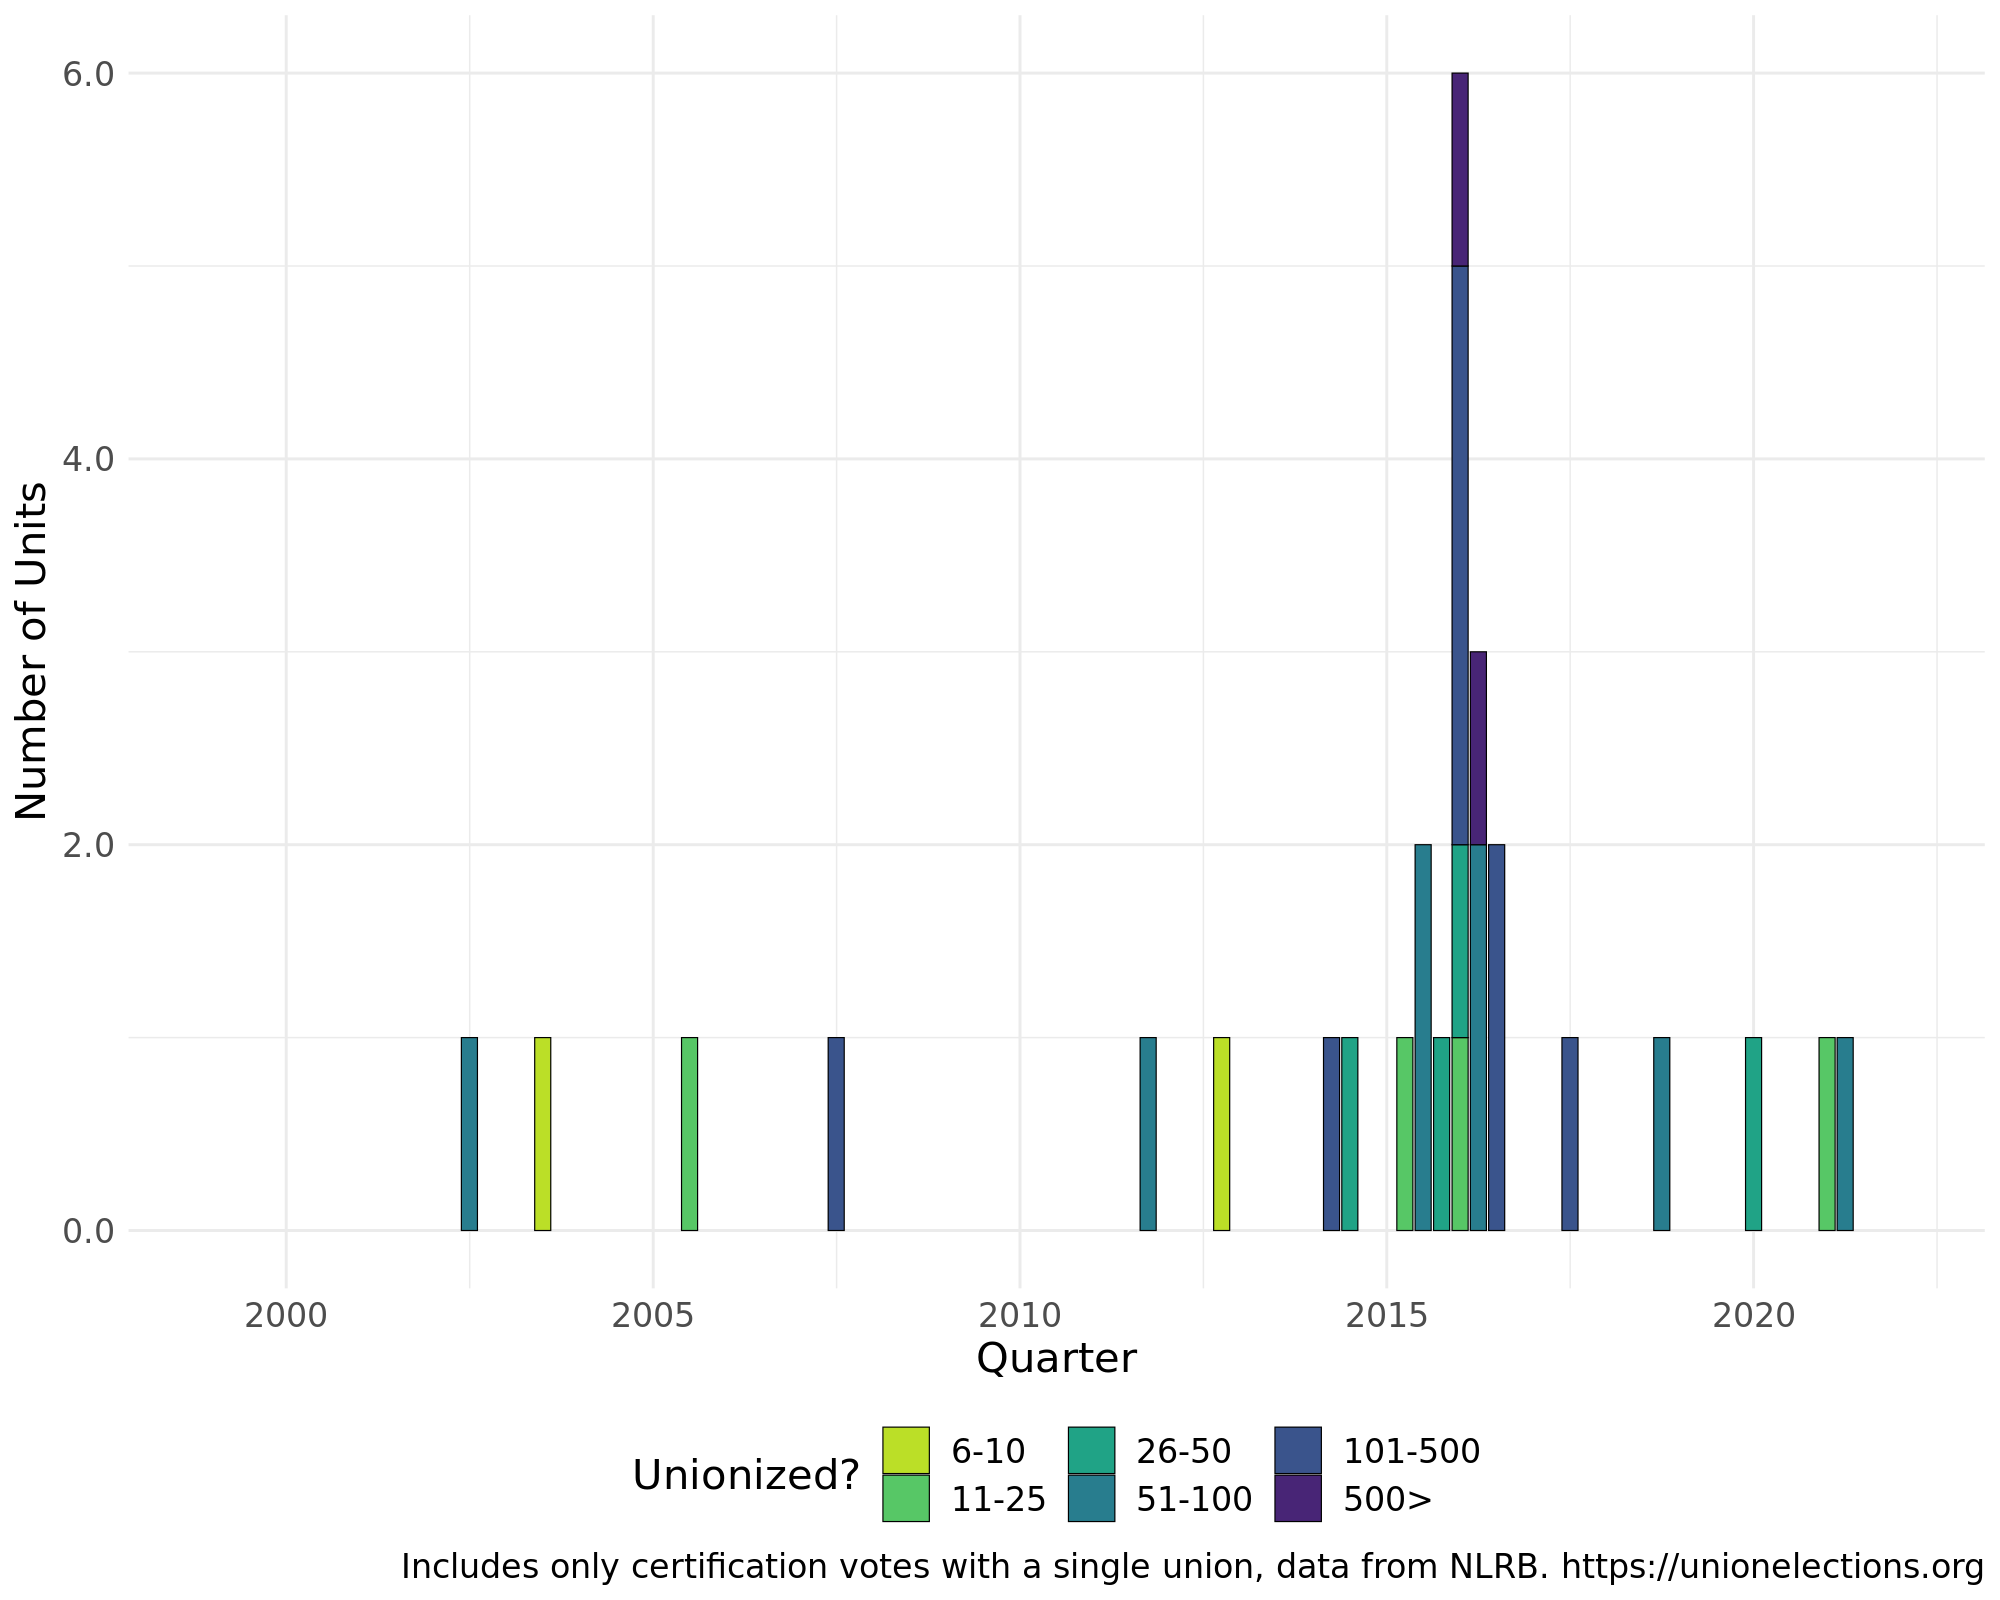 6.0
4.0
2.0
0.0
Number of Units
2000 2005 2010 2015 2020
Quarter
Unionized?
6-10 26-50 101-500
11-25 51-100 500>
Includes only certification votes with a single union, data from NLRB. https://unionelections.org